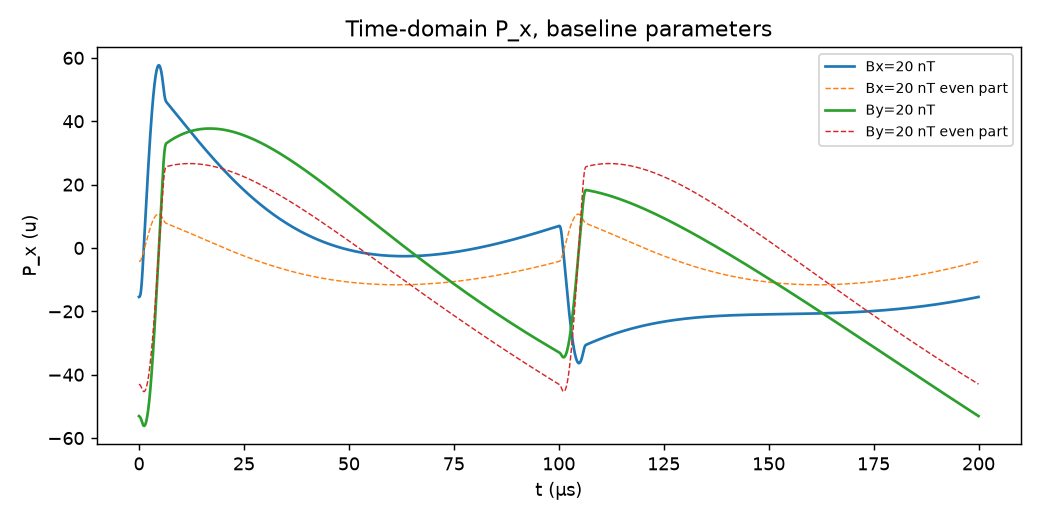 Time-domain P_x, baseline parameters
P_x (u)
60
40
20
0
−20
−40
−60
Bx=20 nT
Bx=20 nT even part
By=20 nT
By=20 nT even part
0 25 50 75 100 125 150 175 200
t (μs)